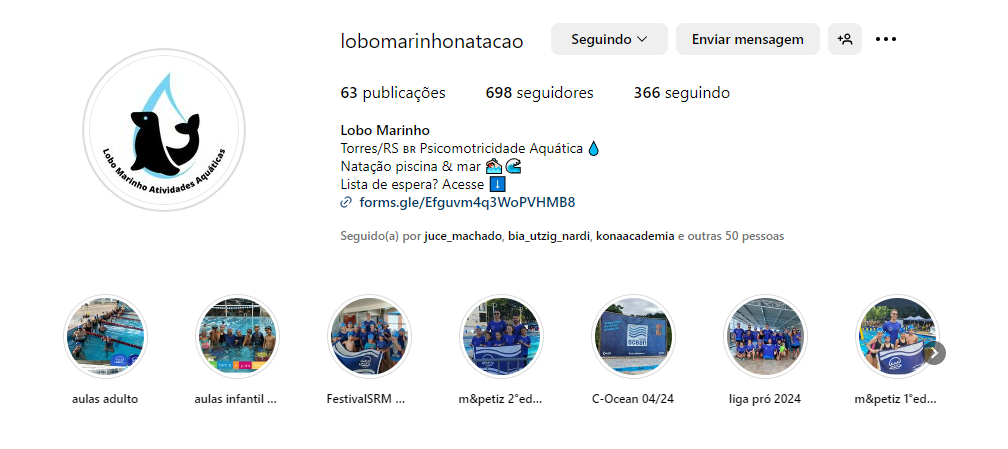 lobomarinhonatacao
Seguindo
Enviar mensagem
63 publicações
698 seguidores
366 seguindo
Lobo Marinho
Torres/RS BR Psicomotricidade Aquática 💧
Natação piscina & mar 🏊🌊
Lista de espera? Acesse ⬇️
forms.gle/Efguvm4q3WoPVHMB8
Seguido(a) por juce_machado, bia_utzig_nardi, konaacademia e outras 50 pessoas
Lobo Marinho Atividades Aquáticas
ocean
aulas adulto
aulas infantil ...
FestivalSRM ...
m&petiz 2°ed...
C-Ocean 04/24
liga pró 2024
m&petiz 1°ed...